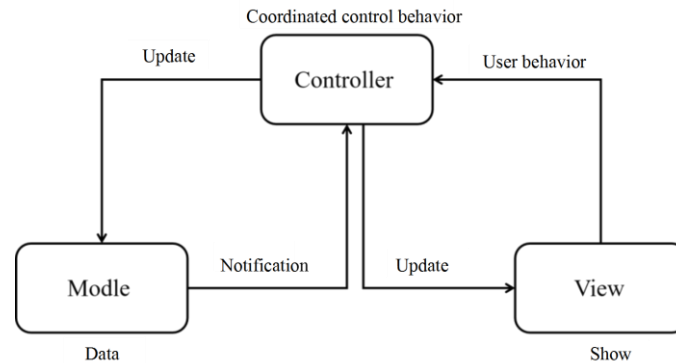 Coordinated control behavior
Update
Controller
User behavior
Modle
Notification
Update
View
Data
Show